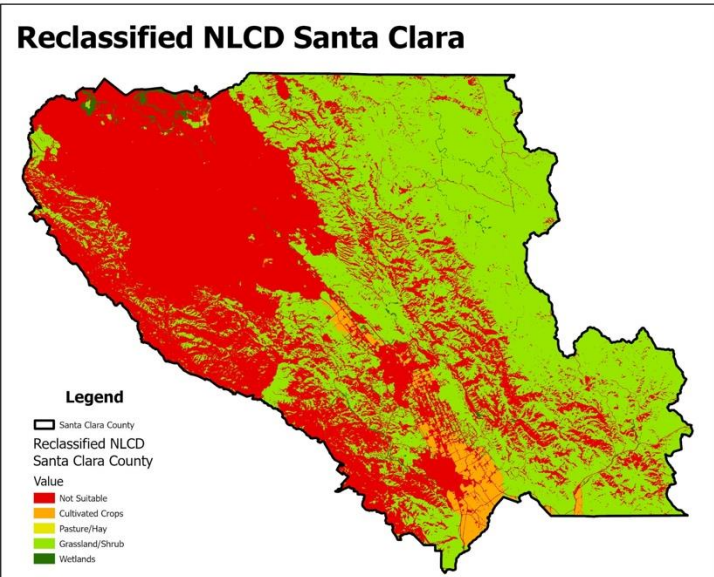 Reclassified NLCD Santa Clara
Legend
Santa Clara County
Reclassified NLCD
Santa Clara County
Value
Not Suitable
Cultivated Crops
Pasture/Hay
Grassland/Shrub
Wetlands